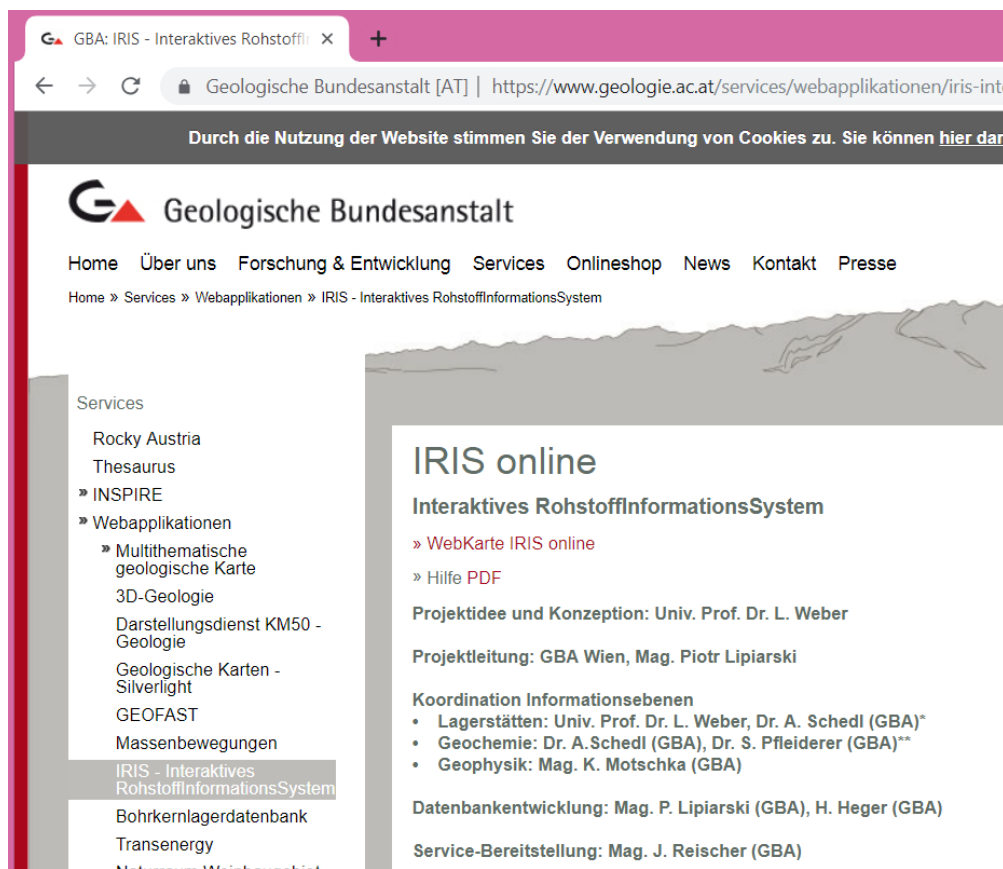 GBA: IRIS - Interaktives Rohstoffi
Geologische Bundesanstalt [AT] | https://www.geologie.ac.at/services/webapplikationen/iris-int
Durch die Nutzung der Website stimmen Sie der Verwendung von Cookies zu. Sie können hier dar
Geologische Bundesanstalt
Home Über uns Forschung & Entwicklung Services Onlineshop News Kontakt Presse
Home » Services » Webapplikationen » IRIS - Interaktives RohstoffInformationsSystem
Services
Rocky Austria
Thesaurus
» INSPIRE
» Webapplikationen
» Multithematische
geologische Karte
3D-Geologie
Darstellungsdienst KM50 -
Geologie
Geologische Karten -
Silverlight
GEOFAST
Massenbewegungen
IRIS - Interaktives
RohstoffInformationsSystem
Bohrkernlagerdatenbank
Transenergy
IRIS online
Interaktives RohstoffInformationsSystem
» WebKarte IRIS online
» Hilfe PDF
Projektidee und Konzeption: Univ. Prof. Dr. L. Weber
Projektleitung: GBA Wien, Mag. Piotr Lipiarski
Koordination Informationsebenen
• Lagerstätten: Univ. Prof. Dr. L. Weber, Dr. A. Schedl (GBA)*
• Geochemie: Dr. A.Schedl (GBA), Dr. S. Pfleiderer (GBA)**
• Geophysik: Mag. K. Motschka (GBA)
Datenbankentwicklung: Mag. P. Lipiarski (GBA), H. Heger (GBA)
Service-Bereitstellung: Mag. J. Reischer (GBA)